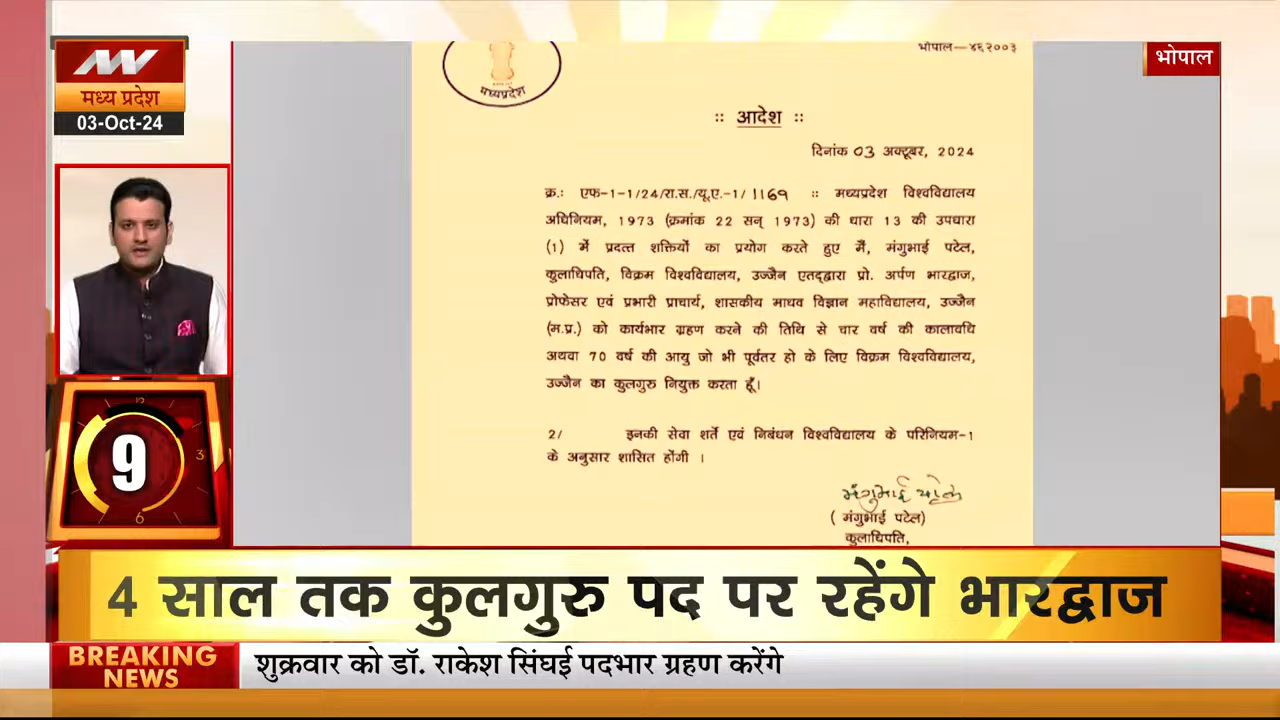 मध्य प्रदेश
03-Oct-24
भोपाल
मध्यप्रदेश
भोपाल—४६२००३
:: आदेश ::
दिनांक 03 अक्टूबर, 2024
क्र.: एफ-1-1/24/रा.स./यू.ए.-1/ 1169 :: मध्यप्रदेश विश्वविद्यालय
अधिनियम, 1973 (क्रमांक 22 सन् 1973) की धारा 13 की उपधारा
(1) में प्रदत्त शक्तियों का प्रयोग करते हुए मैं, मंगुभाई पटेल,
कुलाधिपति, विक्रम विश्वविद्यालय, उज्जैन एतद्द्वारा प्रो. अर्पण भारद्वाज,
प्रोफेसर एवं प्रभारी प्राचार्य, शासकीय माधव विज्ञान महाविद्यालय, उज्जैन
(म.प्र.) को कार्यभार ग्रहण करने की तिथि से चार वर्ष की कालावधि
अथवा 70 वर्ष की आयु जो भी पूर्वतर हो के लिए विक्रम विश्वविद्यालय,
उज्जैन का कुलगुरु नियुक्त करता हूँ।
2/ इनकी सेवा शर्ते एवं निबंधन विश्वविद्यालय के परिनियम-1
के अनुसार शासित होंगी ।
मंगुभाई पटेल
( मंगुभाई पटेल)
कुलाधिपति,
12
9
3
6
4 साल तक कुलगुरु पद पर रहेंगे भारद्वाज
BREAKING
NEWS
शुक्रवार को डॉ. राकेश सिंघई पदभार ग्रहण करेंगे